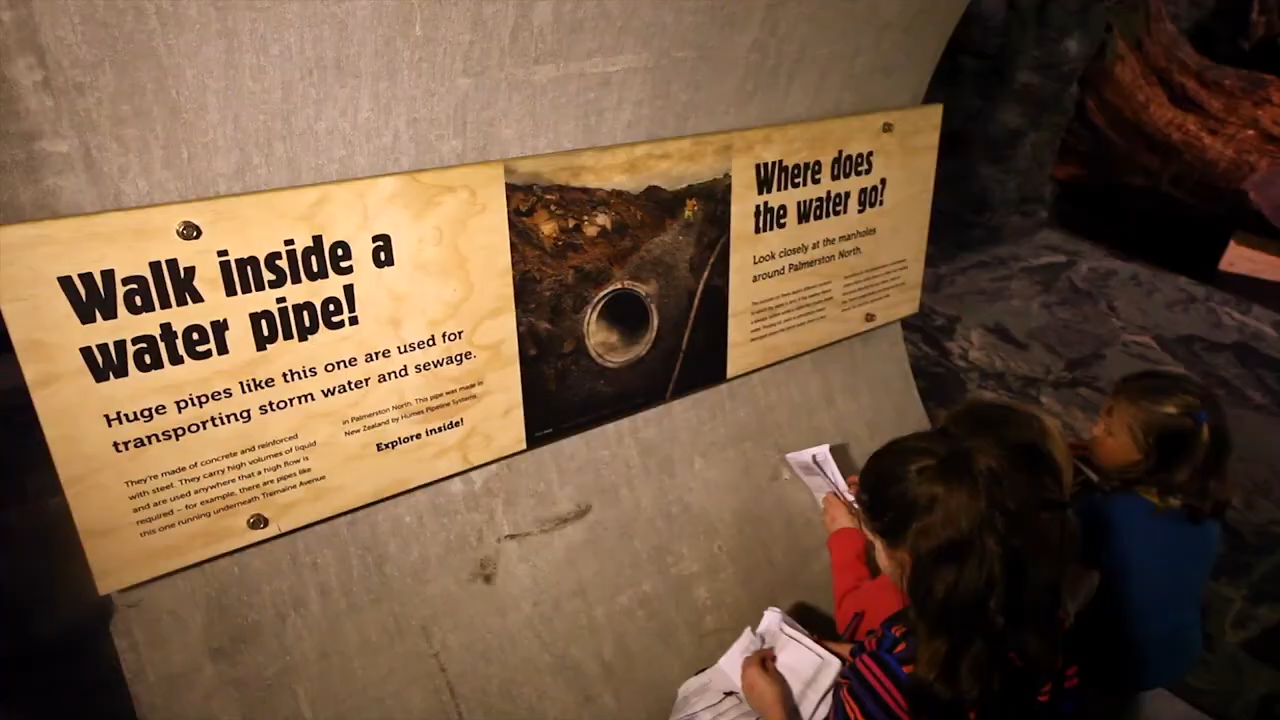 Walk inside a
water pipe!
Huge pipes like this one are used for
transporting storm water and sewage.
They're made of concrete and reinforced
with steel. They carry high volumes of liquid
and are used anywhere that a high flow is
required – for example, there are pipes like
this one running underneath Tremaine Avenue
in Palmerston North. This pipe was made in
New Zealand by Humes Pipeline Systems.
Explore inside!
Where does
the water go?
Look closely at the manholes
around Palmerston North.